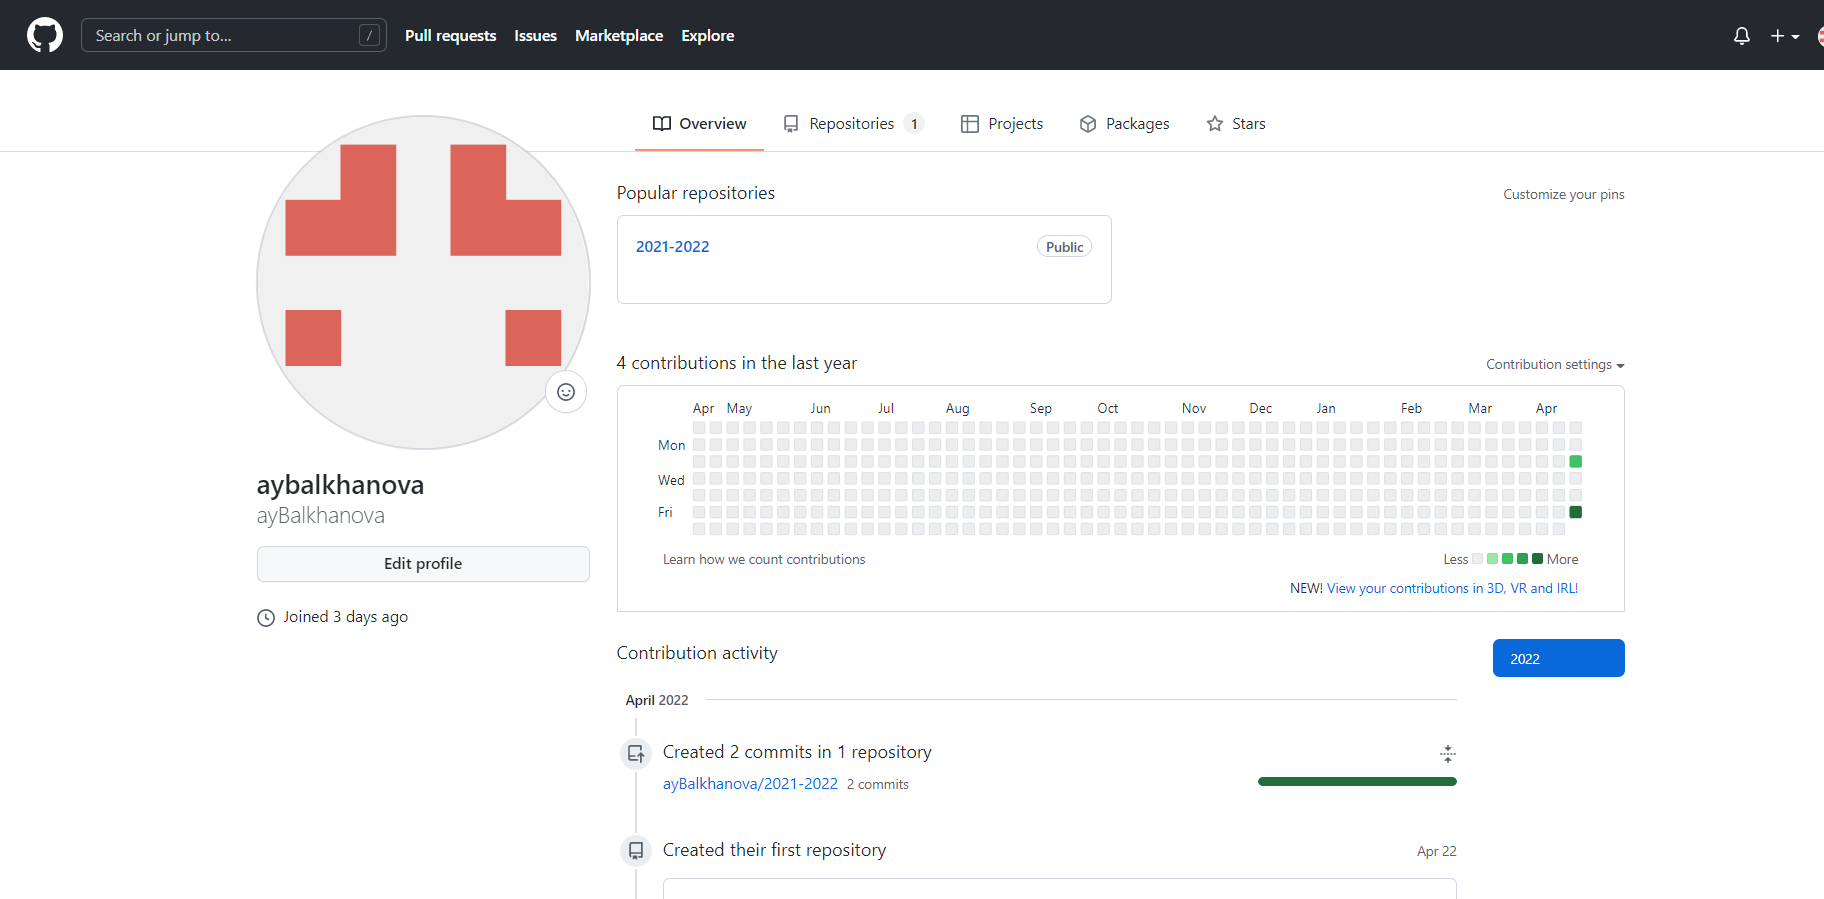 Search or jump to... / Pull requests Issues Marketplace Explore
Overview Repositories 1 Projects Packages Stars
Popular repositories Customize your pins
2021-2022 Public
4 contributions in the last year Contribution settings
Apr May Jun Jul Aug Sep Oct Nov Dec Jan Feb Mar Apr
Mon
Wed
Fri
Learn how we count contributions Less More
NEW! View your contributions in 3D, VR and IRL!
aybalkhanova
ayBalkhanova
Edit profile
Joined 3 days ago
Contribution activity 2022
April 2022
Created 2 commits in 1 repository
ayBalkhanova/2021-2022 2 commits
Created their first repository Apr 22